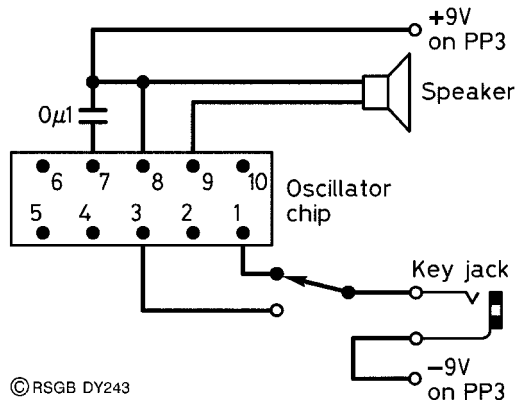 +9V
on PP3
Speaker
0µ1
6 7 8 9 10
Oscillator
chip
5 4 3 2 1
Key jack
-9V
on PP3
© RSGB DY243